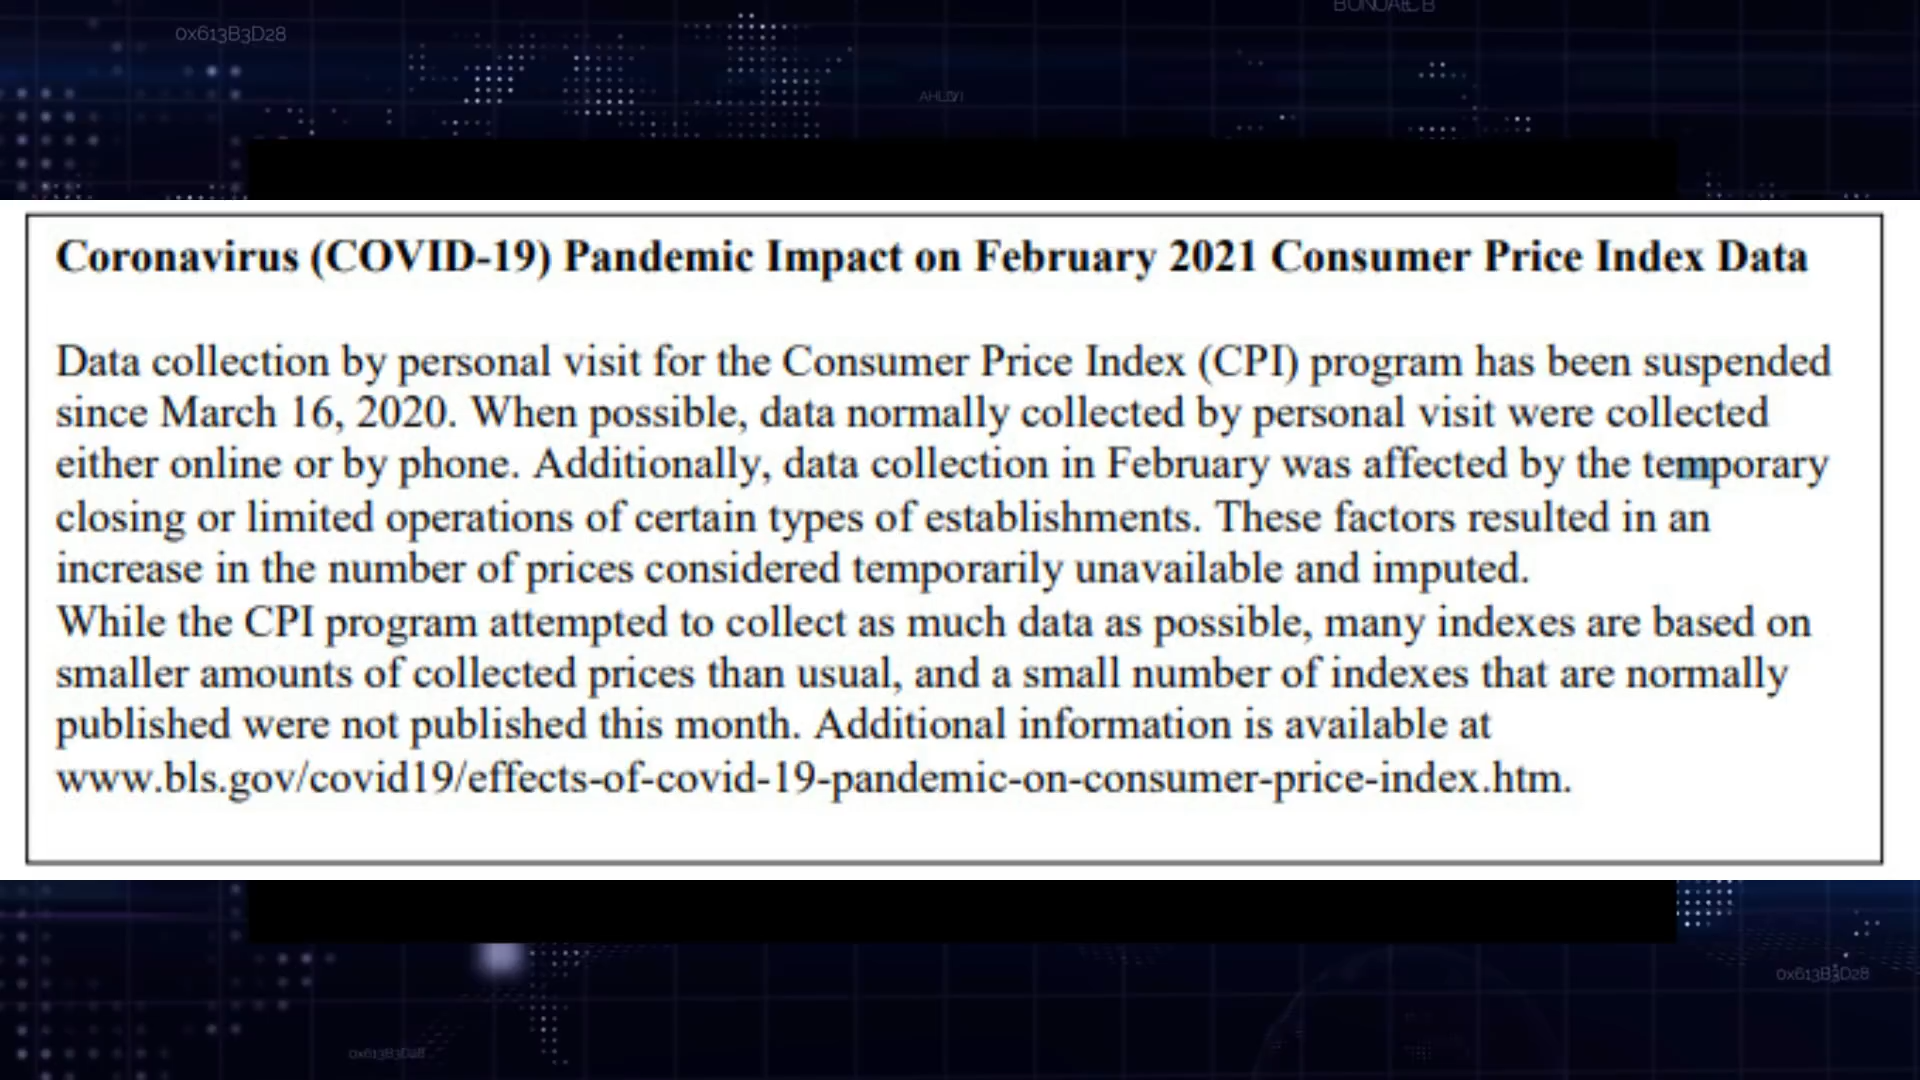 0x613B3D28
Coronavirus (COVID-19) Pandemic Impact on February 2021 Consumer Price Index Data
Data collection by personal visit for the Consumer Price Index (CPI) program has been suspended
since March 16, 2020. When possible, data normally collected by personal visit were collected
either online or by phone. Additionally, data collection in February was affected by the temporary
closing or limited operations of certain types of establishments. These factors resulted in an
increase in the number of prices considered temporarily unavailable and imputed.
While the CPI program attempted to collect as much data as possible, many indexes are based on
smaller amounts of collected prices than usual, and a small number of indexes that are normally
published were not published this month. Additional information is available at
www.bls.gov/covid19/effects-of-covid-19-pandemic-on-consumer-price-index.htm.
0x613B3D28